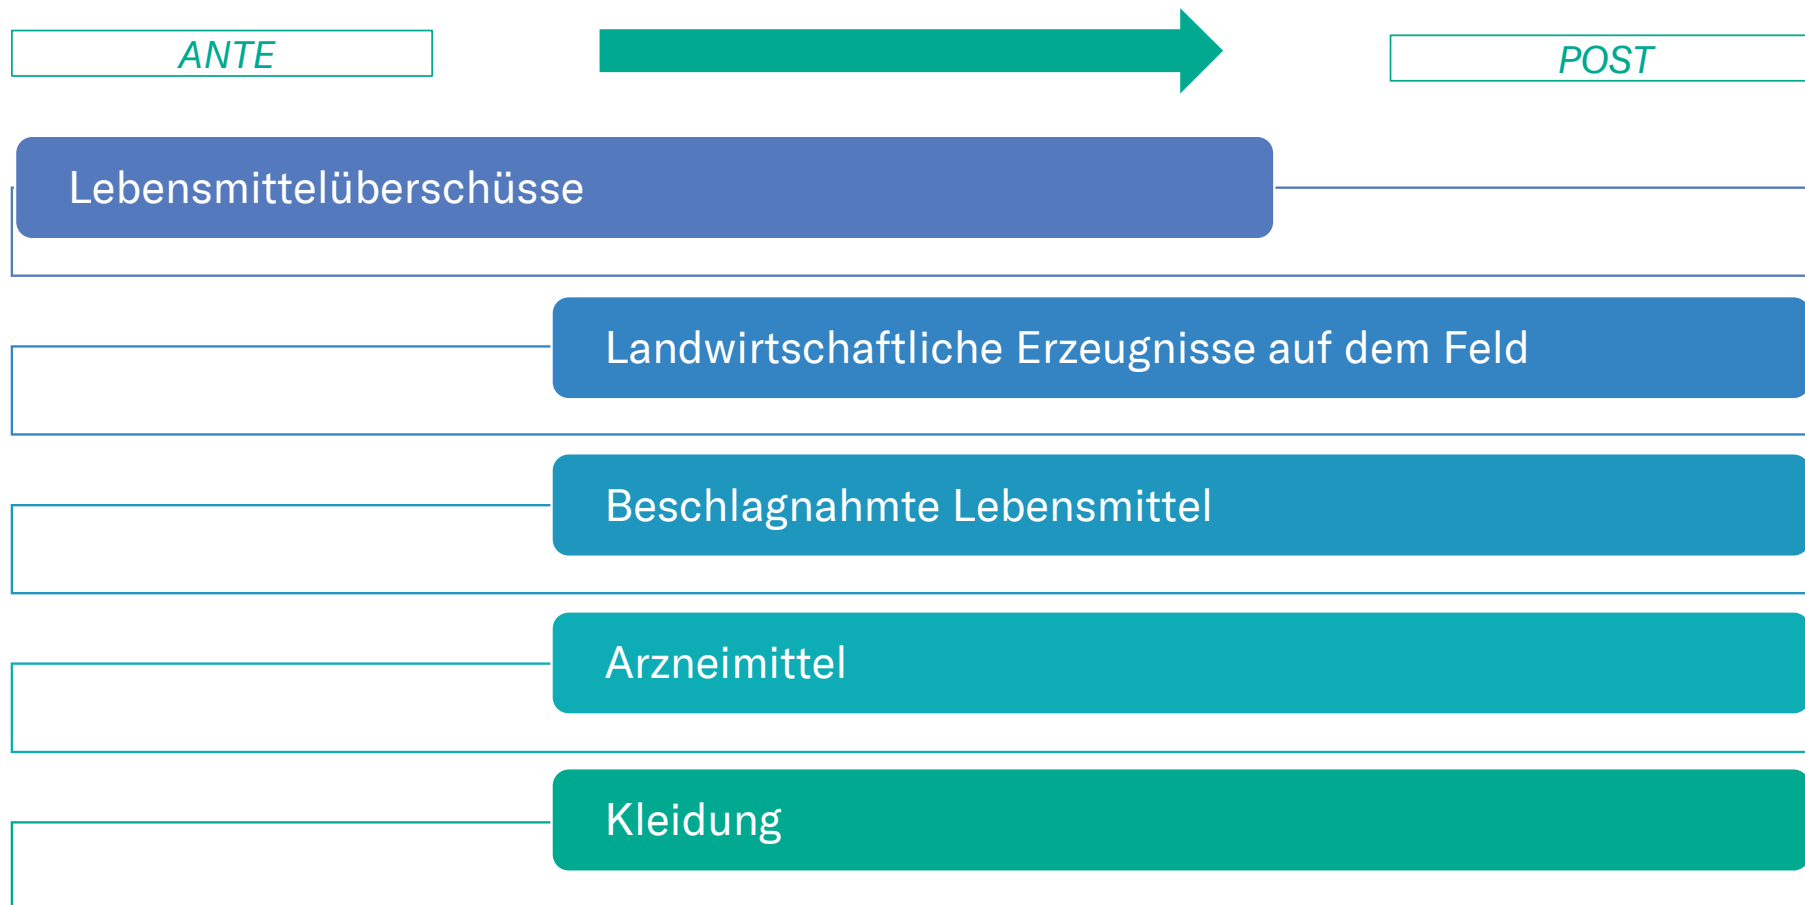 ANTE
POST
Lebensmittelüberschüsse
Landwirtschaftliche Erzeugnisse auf dem Feld
Beschlagnahmte Lebensmittel
Arzneimittel
Kleidung